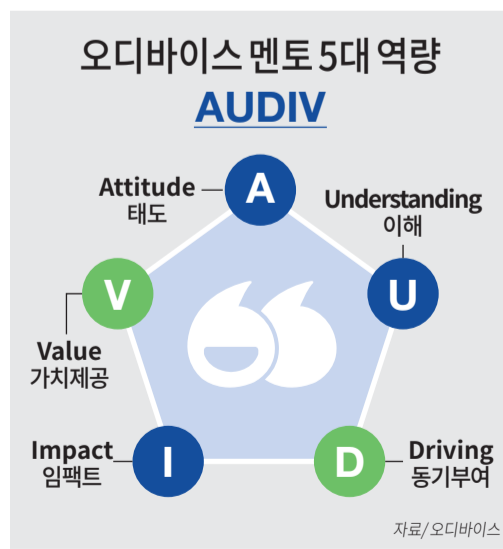 오디바이스 멘토 5대 역량
AUDIV
A
Attitude
태도
Understanding
이해
U
V
Value
가치제공
Impact
임팩트
I
D
Driving
동기부여
자료/오디바이스